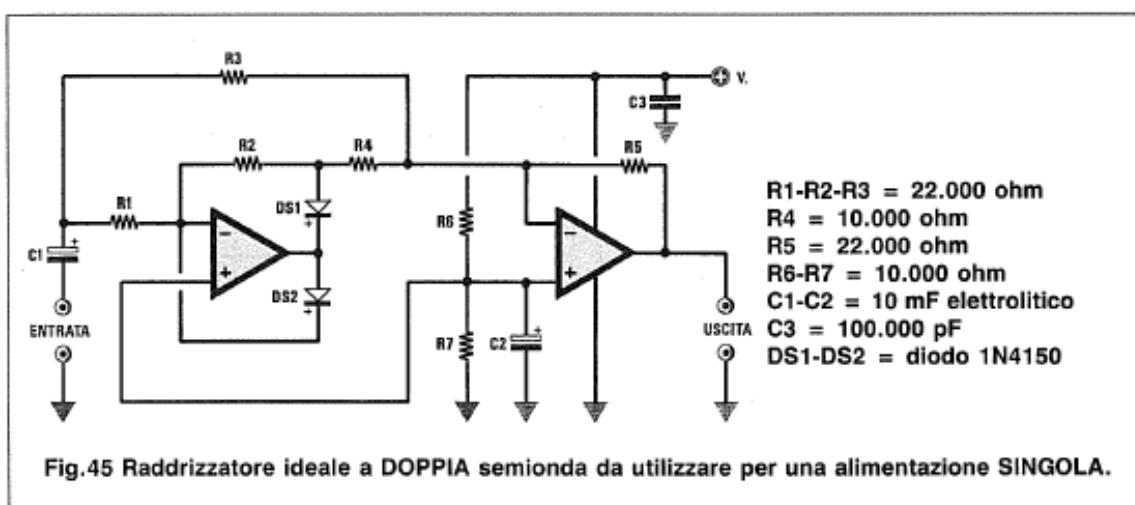 R3
V.
C3
R2
R4
R5
R1
DS1
R6
C1
+
−
+
+
−
+
DS2
+
ENTRATA
R7
C2
+
USCITA
R1-R2-R3 = 22.000 ohm
R4 = 10.000 ohm
R5 = 22.000 ohm
R6-R7 = 10.000 ohm
C1-C2 = 10 mF elettrolitico
C3 = 100.000 pF
DS1-DS2 = diodo 1N4150
Fig.45 Raddrizzatore ideale a DOPPIA semionda da utilizzare per una alimentazione SINGOLA.